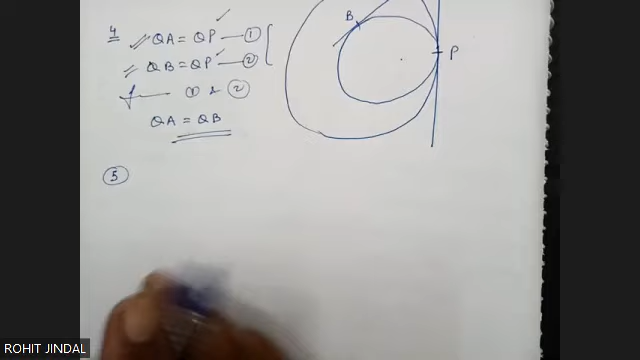 4 QA = QP — ①
QB = QP — ②
f — ① & ②
QA = QB
⑤
B
P
ROHIT JINDAL